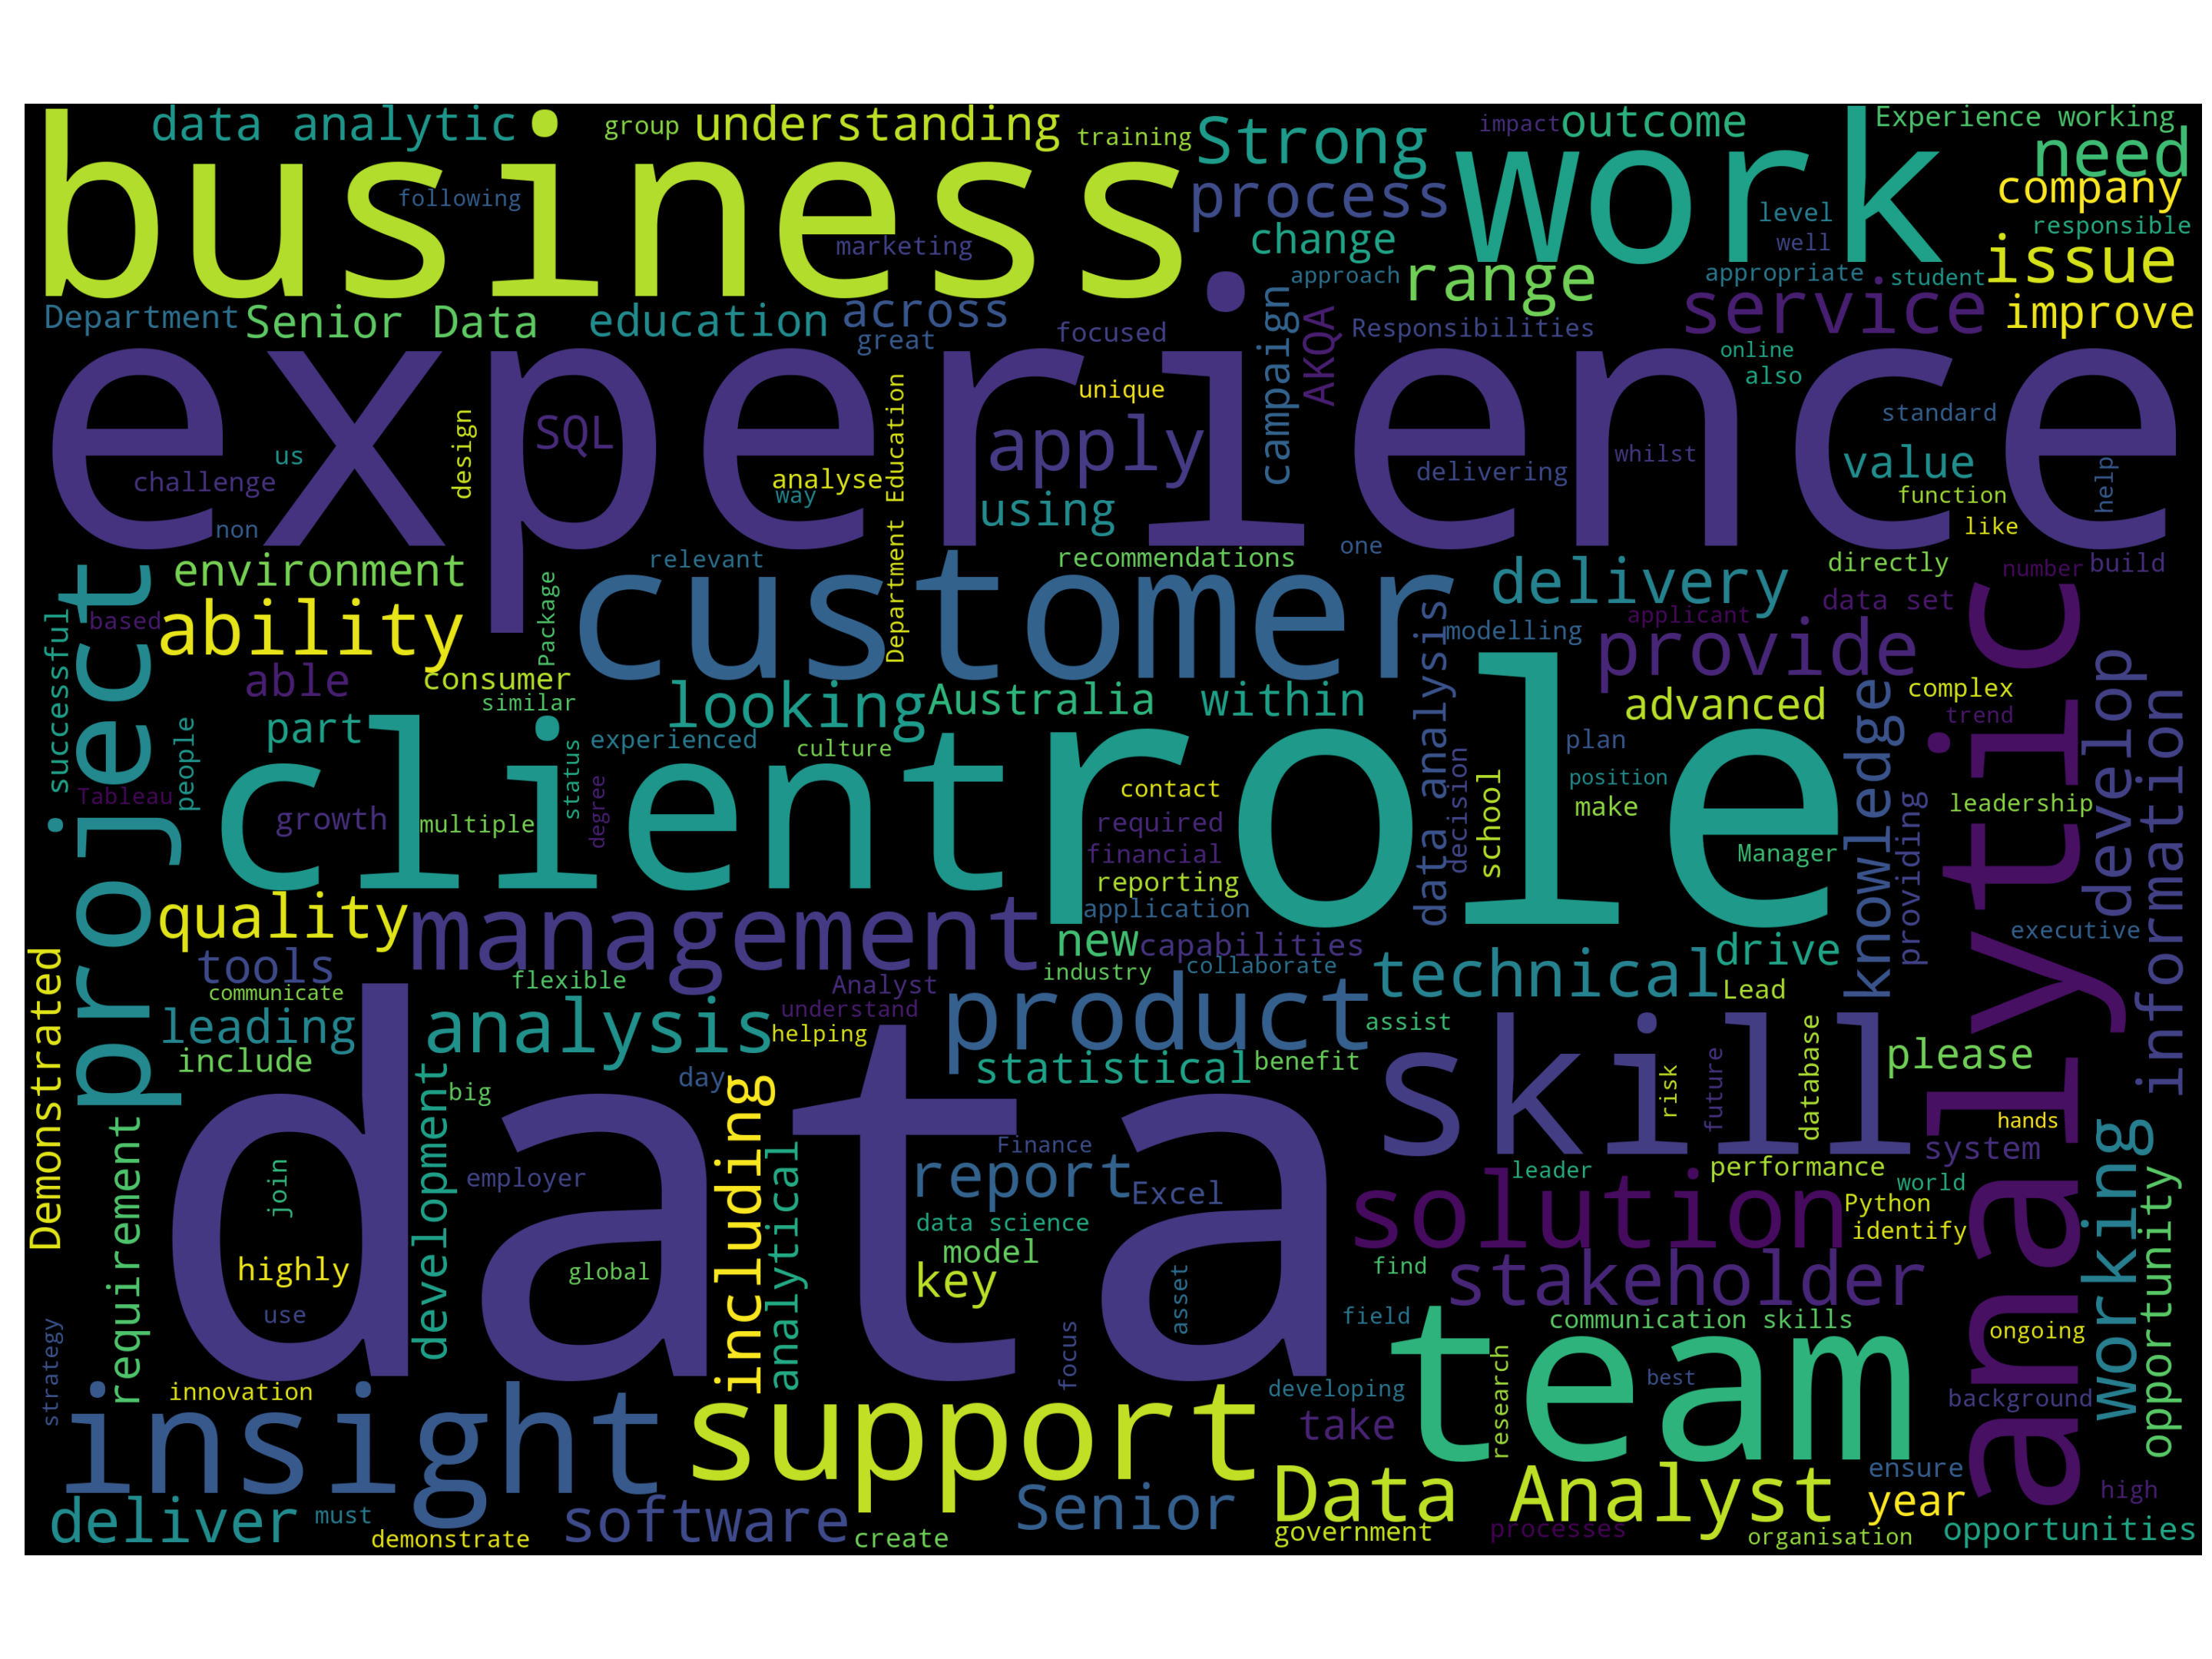 data analytic
group
understanding
training
Strong
impact
outcome
Experience working
business
work
need
following
process
company
marketing
change
level
well
responsible
approach
range
appropriate
student
issue
Department
Senior Data
education
across
great
focused
campaign
AKQA
Responsibilities
service
improve
online
also
experience
unique
standard
SQL
apply
design
Department Education
us
challenge
analyse
way
using
delivering
whilst
value
function
help
non
like
one
relevant
recommendations
directly
number
build
environment
customer
delivery
data set
project
successful
based
ability
Package
modelling
applicant
provide
data analysis
able
consumer
similar
looking
Australia
within
advanced
knowledge
complex
trend
develop
information
part
people
client
status
experienced
culture
role
decision
plan
position
Tableau
growth
multiple
degree
contact
required
financial
reporting
application
school
make
Manager
providing
leadership
analytic
quality
management
new
capabilities
drive
executive
Demonstrated
tools
communicate
flexible
Analyst
industry
collaborate
technical
Lead
understand
leading
analysis
helping
product
assist
include
statistical
benefit
skill
please
data
big
day
development
including
analytical
risk
future
database
hands
requirement
join
employer
Finance
report
Excel
leader
performance
system
working
opportunity
data science
model
solution
Python
world
identify
highly
global
key
asset
find
stakeholder
use
strategy
focus
field
communication skills
ongoing
team
innovation
developing
research
best
background
insight
support
take
deliver
must
demonstrate
software
create
Senior
Data Analyst
ensure
year
high
government
processes
organisation
opportunities